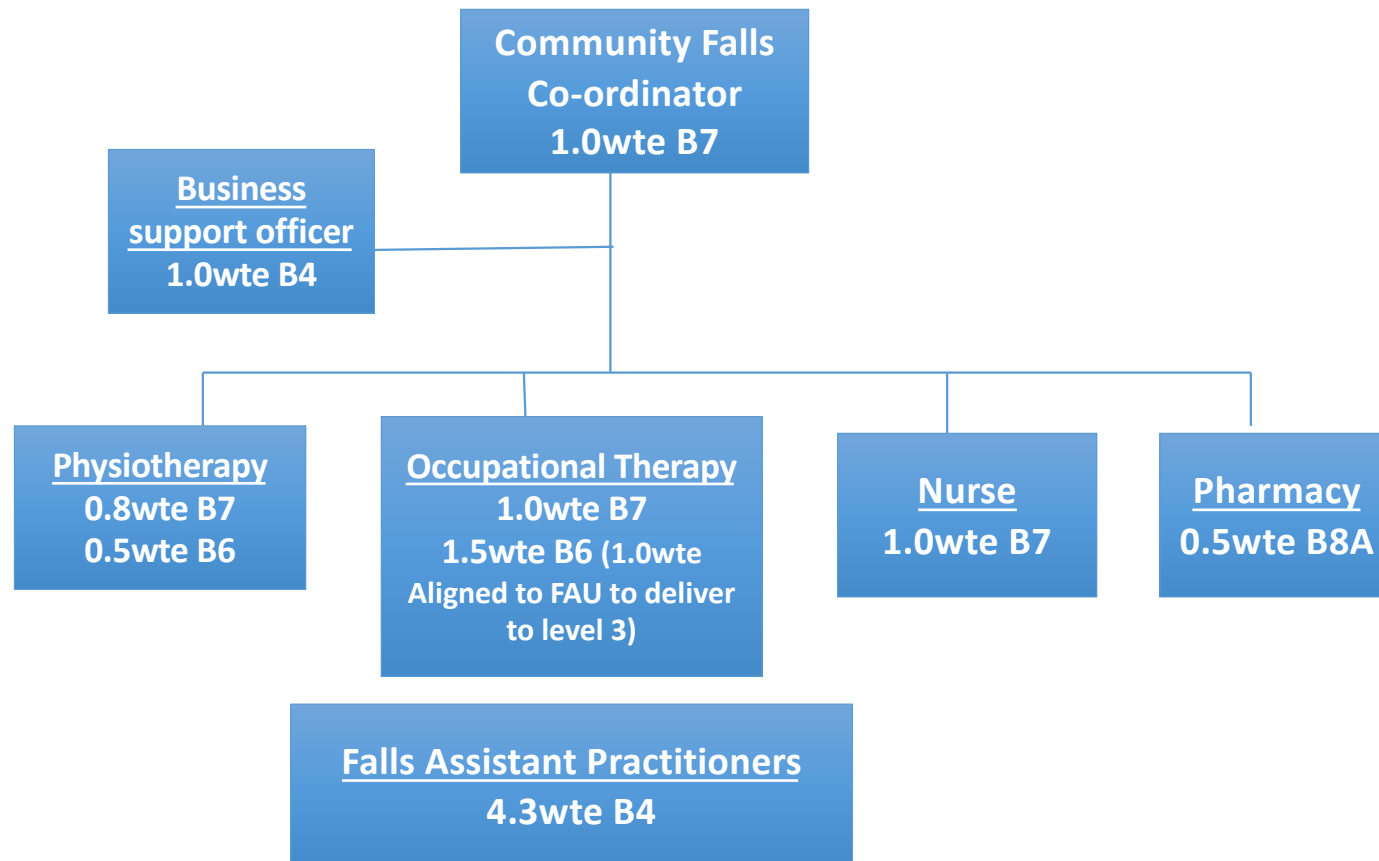 Community Falls
Co-ordinator
1.0wte B7
Business
support officer
1.0wte B4
Physiotherapy
0.8wte B7
0.5wte B6
Occupational Therapy
1.0wte B7
1.5wte B6 (1.0wte
Aligned to FAU to deliver
to level 3)
Nurse
1.0wte B7
Pharmacy
0.5wte B8A
Falls Assistant Practitioners
4.3wte B4